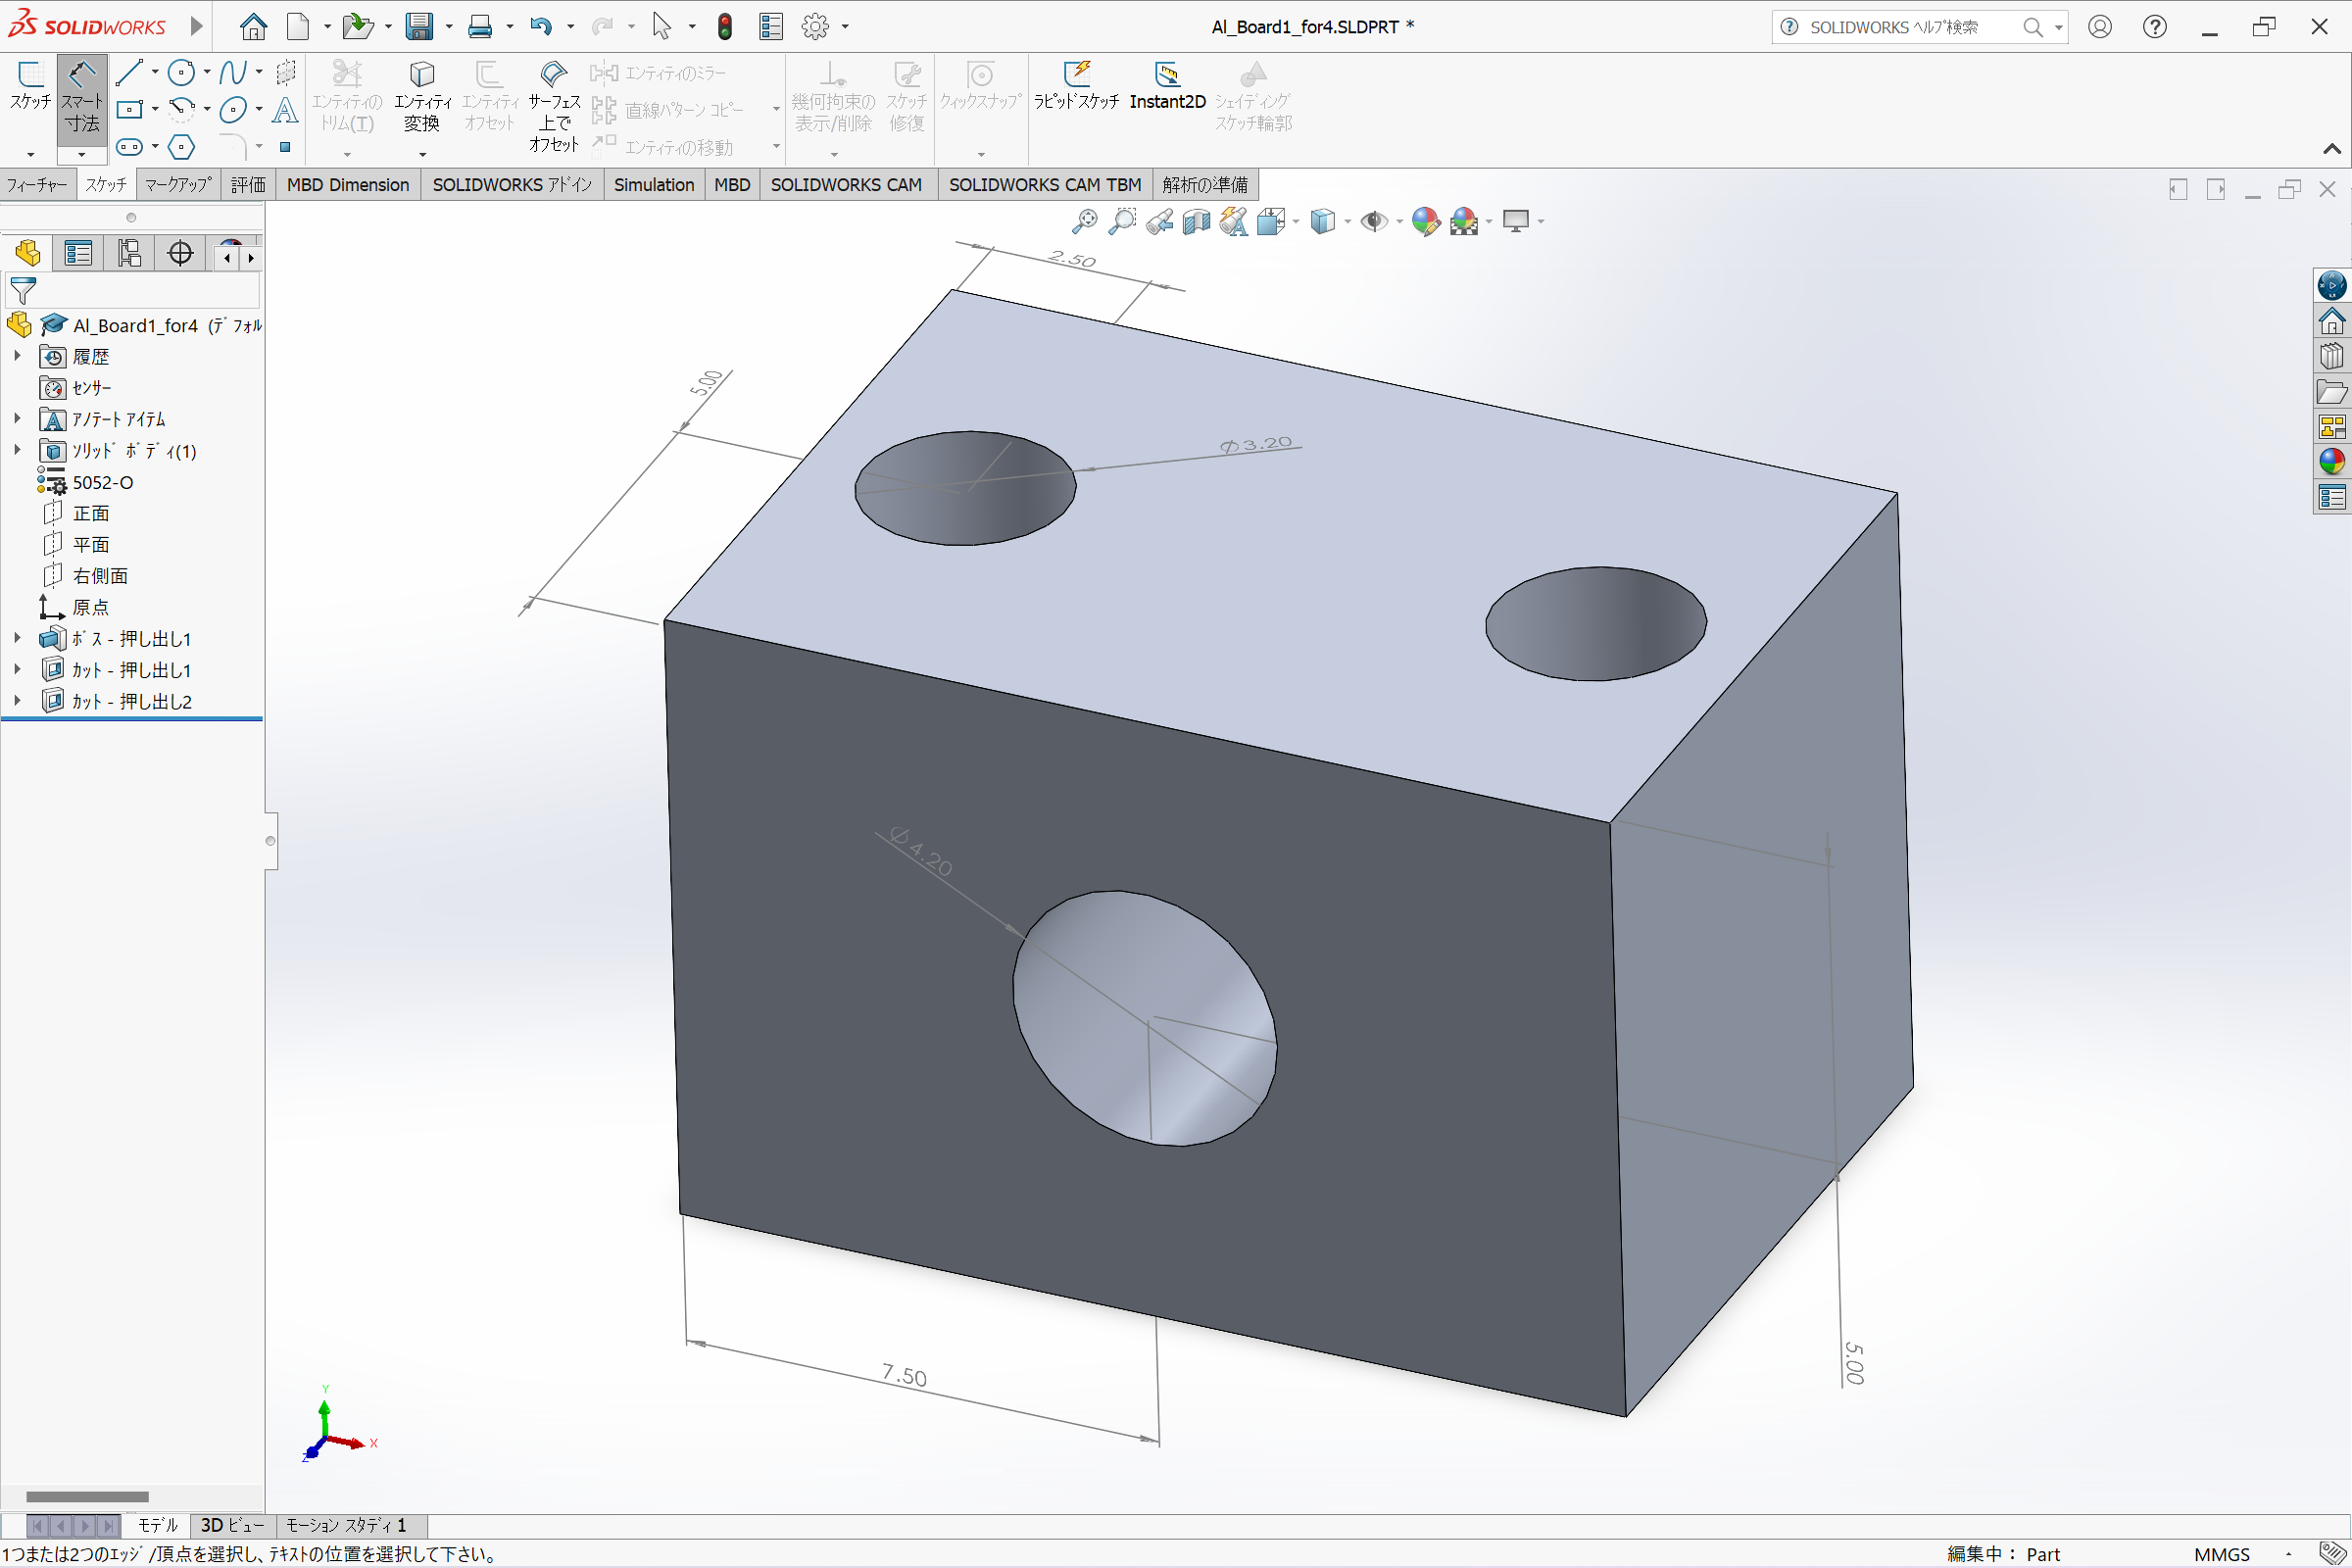 SOLIDWORKS
Al_Board1_for4.SLDPRT *
SOLIDWORKS ﾍﾙﾌﾟ検索
スケッチ
スマート寸法
エンティティのトリム(T)
エンティティ変換
エンティティオフセット
サーフェス上でオフセット
エンティティのミラー
直線パターン コピー
エンティティの移動
幾何拘束の表示/削除
スケッチ修復
クィックスナップ
ラピッドスケッチ
Instant2D
シェイディングスケッチ輪郭
フィーチャー
スケッチ
マークアップ
評価
MBD Dimension
SOLIDWORKS アドイン
Simulation
MBD
SOLIDWORKS CAM
SOLIDWORKS CAM TBM
解析の準備
Al_Board1_for4 (ﾃﾞﾌｫﾙ
履歴
ｾﾝｻｰ
ｱﾉﾃｰﾄ ｱｲﾃﾑ
ｿﾘｯﾄﾞ ﾎﾞﾃﾞｨ(1)
5052-O
正面
平面
右側面
原点
ﾎﾞｽ - 押し出し1
ｶｯﾄ - 押し出し1
ｶｯﾄ - 押し出し2
2.50
5.00
∅3.20
∅4.20
7.50
5.00
Y
X
Z
モデル
3D ビュー
モーション スタディ 1
1つまたは2つのｴｯｼﾞ/頂点を選択し､ﾃｷｽﾄの位置を選択して下さい｡
編集中： Part
MMGS